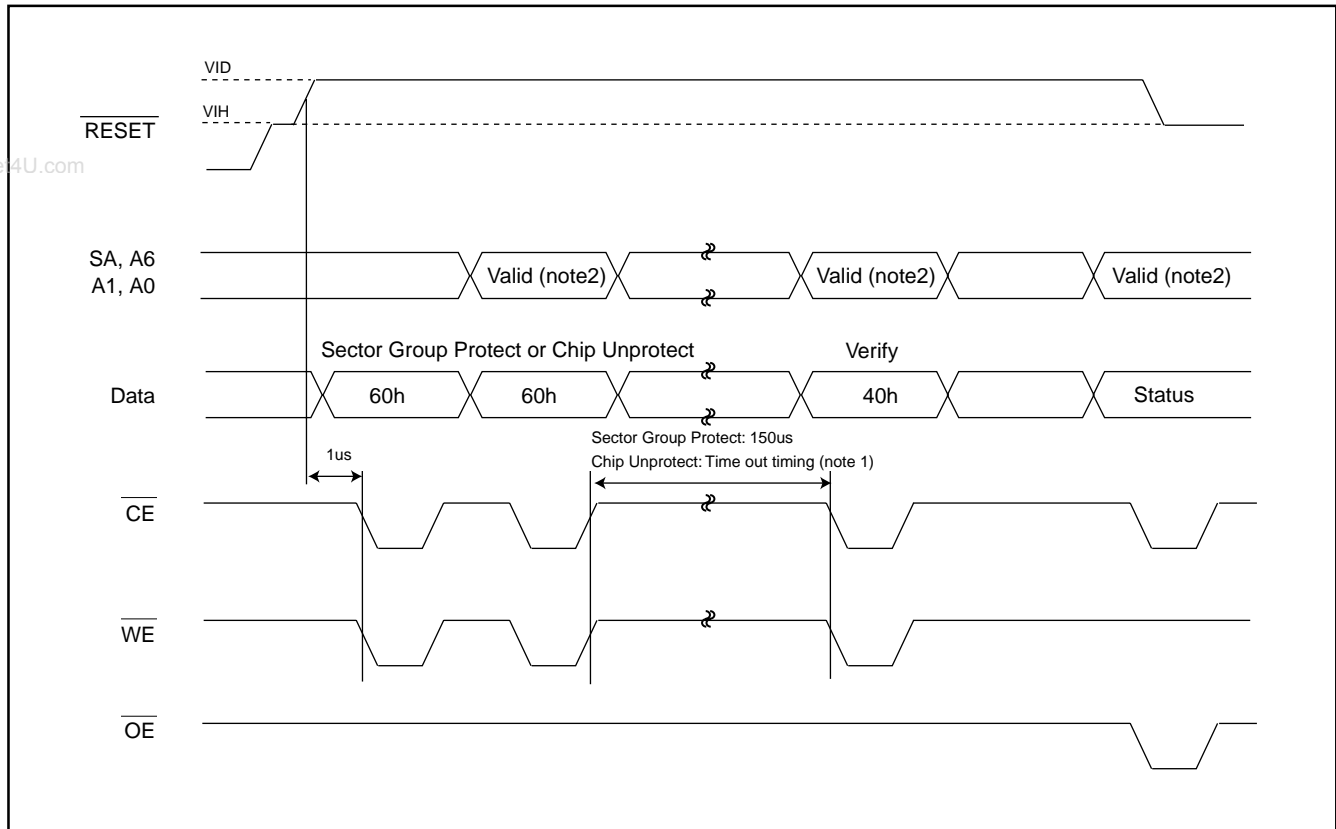 VID
VIH
RESET
et4U.com
SA, A6
A1, A0
Valid (note2)
Valid (note2)
Valid (note2)
Sector Group Protect or Chip Unprotect
Verify
Data
60h
60h
40h
Status
Sector Group Protect: 150us
Chip Unprotect: Time out timing (note 1)
1us
CE
WE
OE